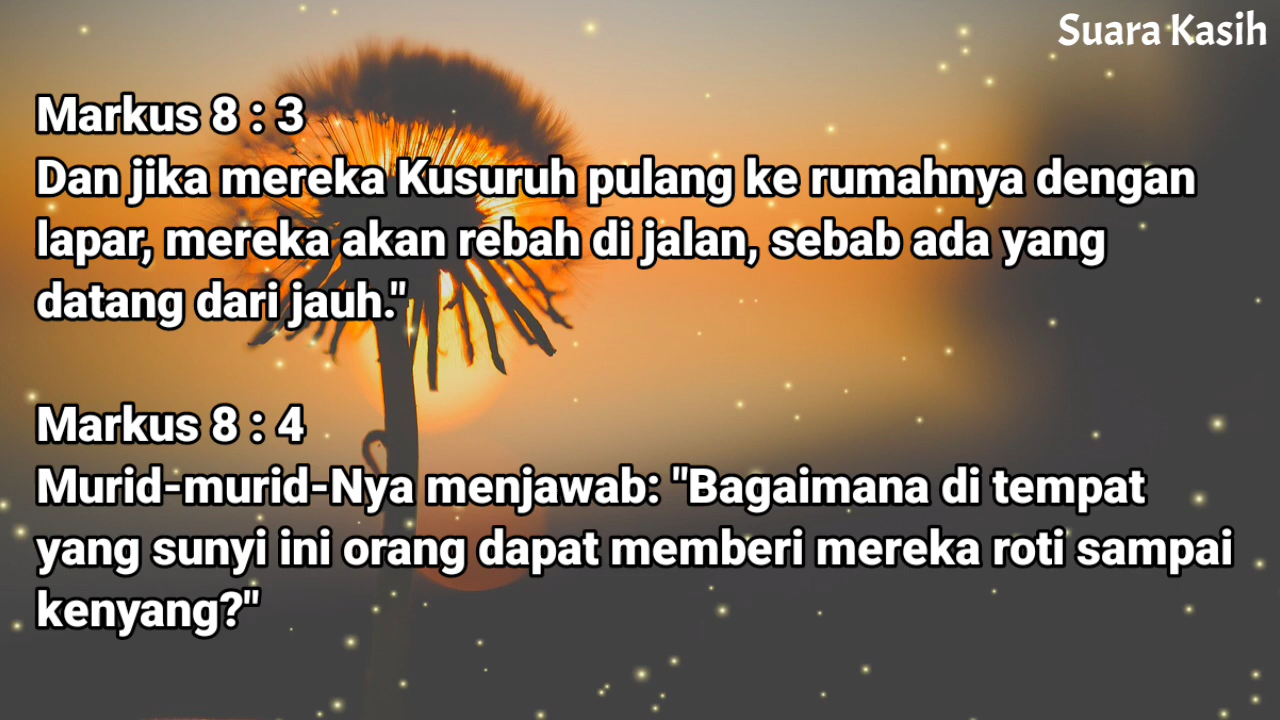 Suara Kasih
Markus 8 : 3
Dan jika mereka Kusuruh pulang ke rumahnya dengan
lapar, mereka akan rebah di jalan, sebab ada yang
datang dari jauh."
Markus 8 : 4
Murid-murid-Nya menjawab: "Bagaimana di tempat
yang sunyi ini orang dapat memberi mereka roti sampai
kenyang?"